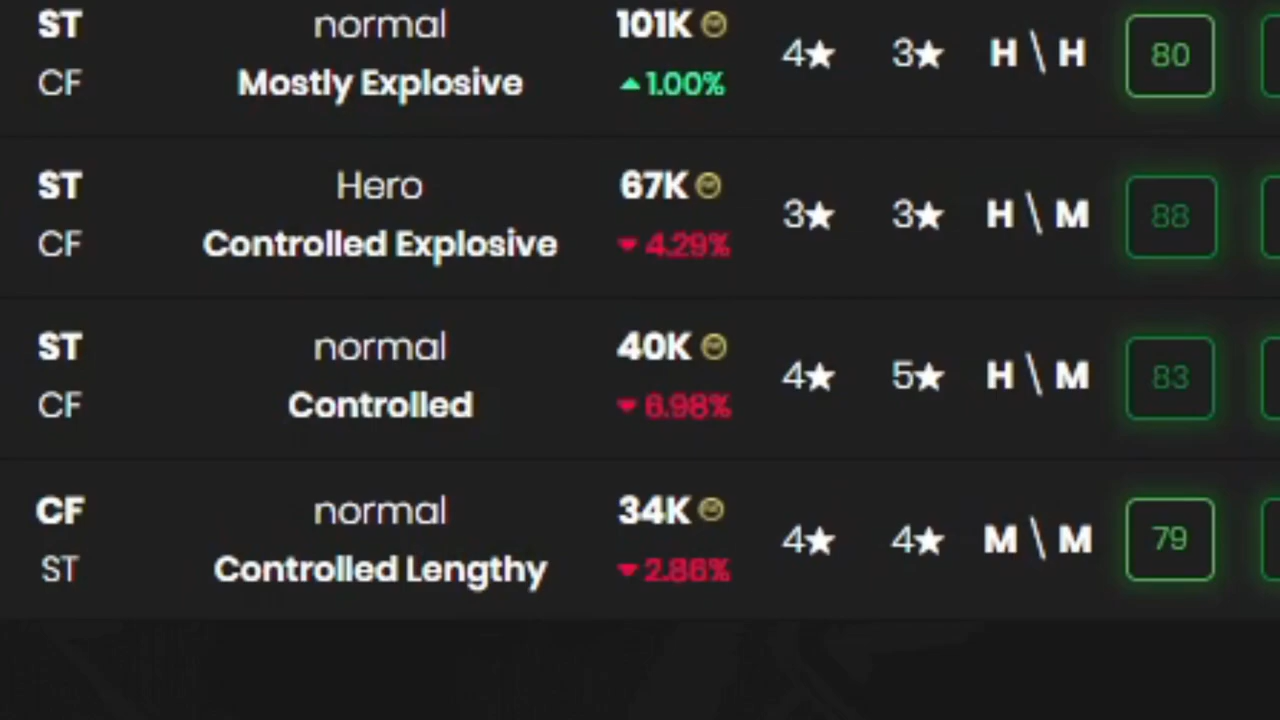 ST normal 101K
4★ 3★ H \ H 80
CF Mostly Explosive 1.00%
ST Hero 67K
3★ 3★ H \ M 88
CF Controlled Explosive 4.29%
ST normal 40K
4★ 5★ H \ M 83
CF Controlled 6.98%
CF normal 34K
4★ 4★ M \ M 79
ST Controlled Lengthy 2.86%